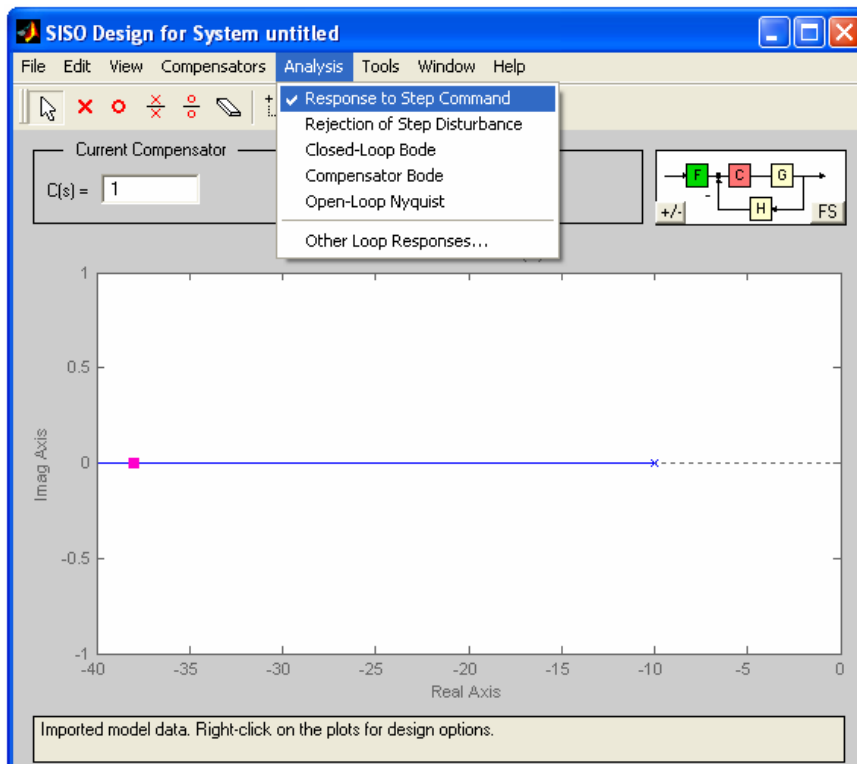 SISO Design for System untitled
File Edit View Compensators Analysis Tools Window Help
Response to Step Command
Rejection of Step Disturbance
Closed-Loop Bode
Compensator Bode
Open-Loop Nyquist
Other Loop Responses...
Current Compensator
C(s) = 1
F C G
H
+/- FS
1
0.5
0
-0.5
-1
Imag Axis
-40 -35 -30 -25 -20 -15 -10 -5 0
Real Axis
Imported model data. Right-click on the plots for design options.